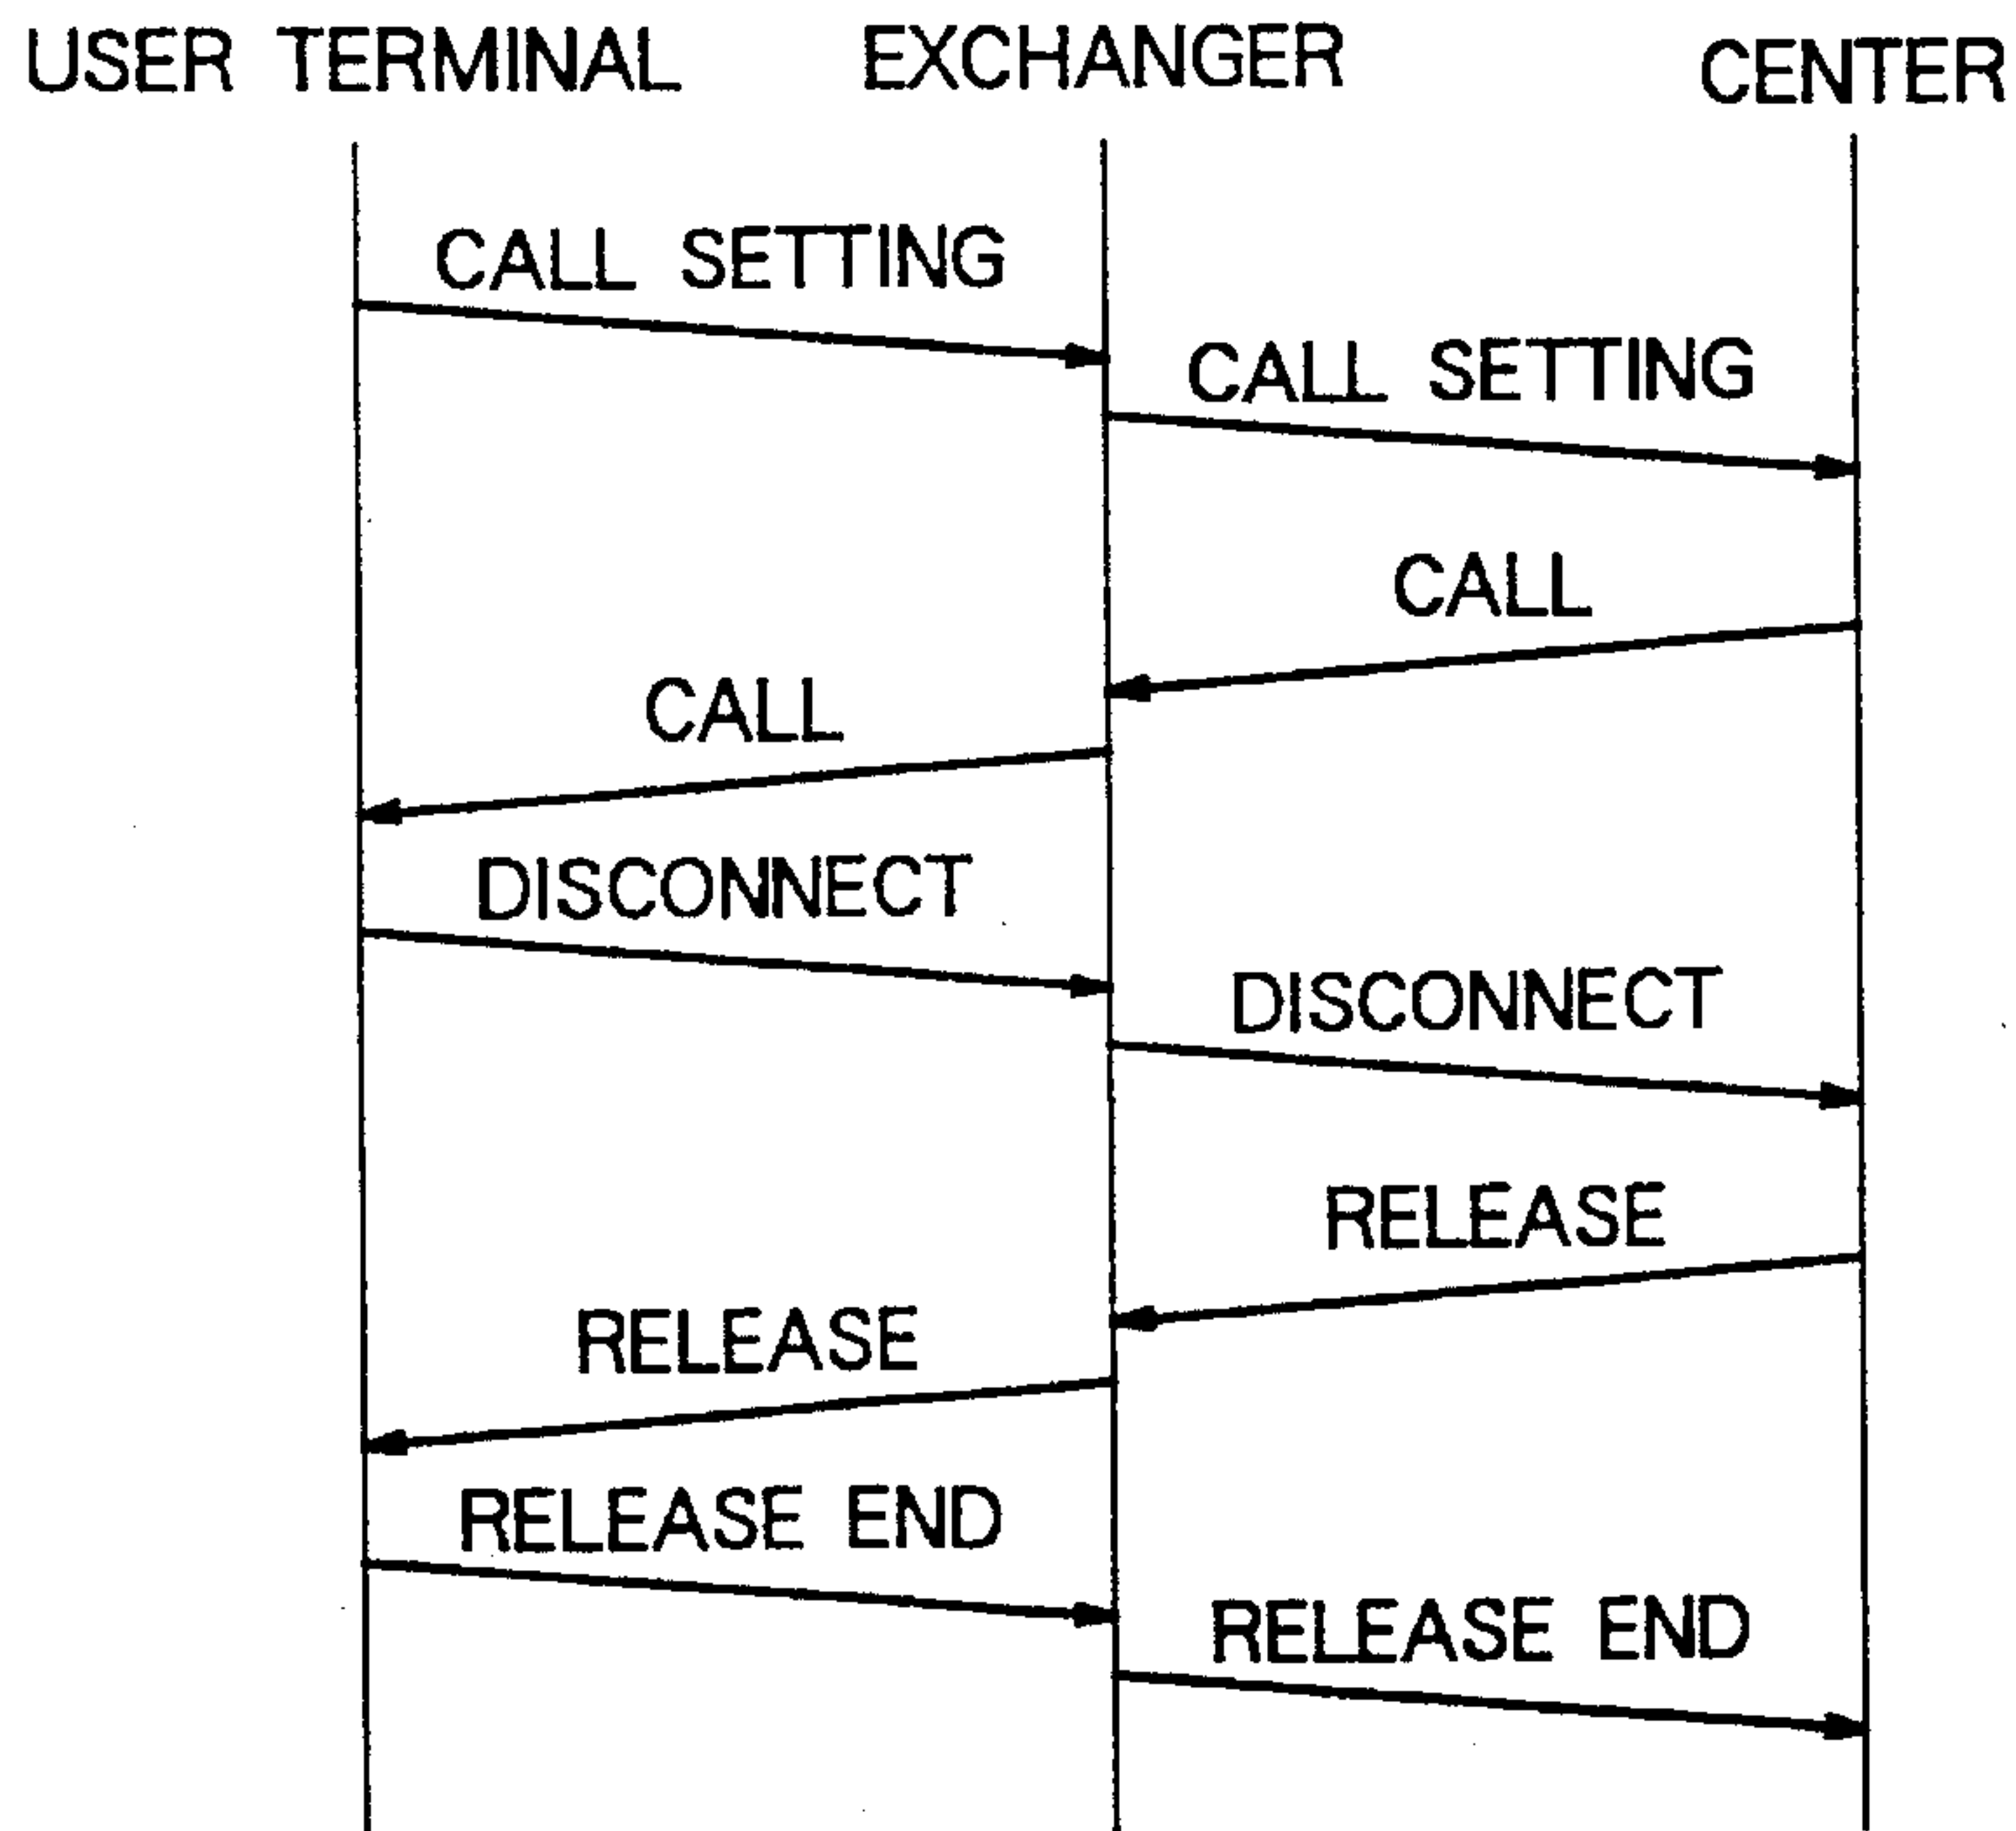 USER TERMINAL
EXCHANGER
CENTER
CALL SETTING
CALL SETTING
CALL
CALL
DISCONNECT
DISCONNECT
RELEASE
RELEASE
RELEASE END
RELEASE END